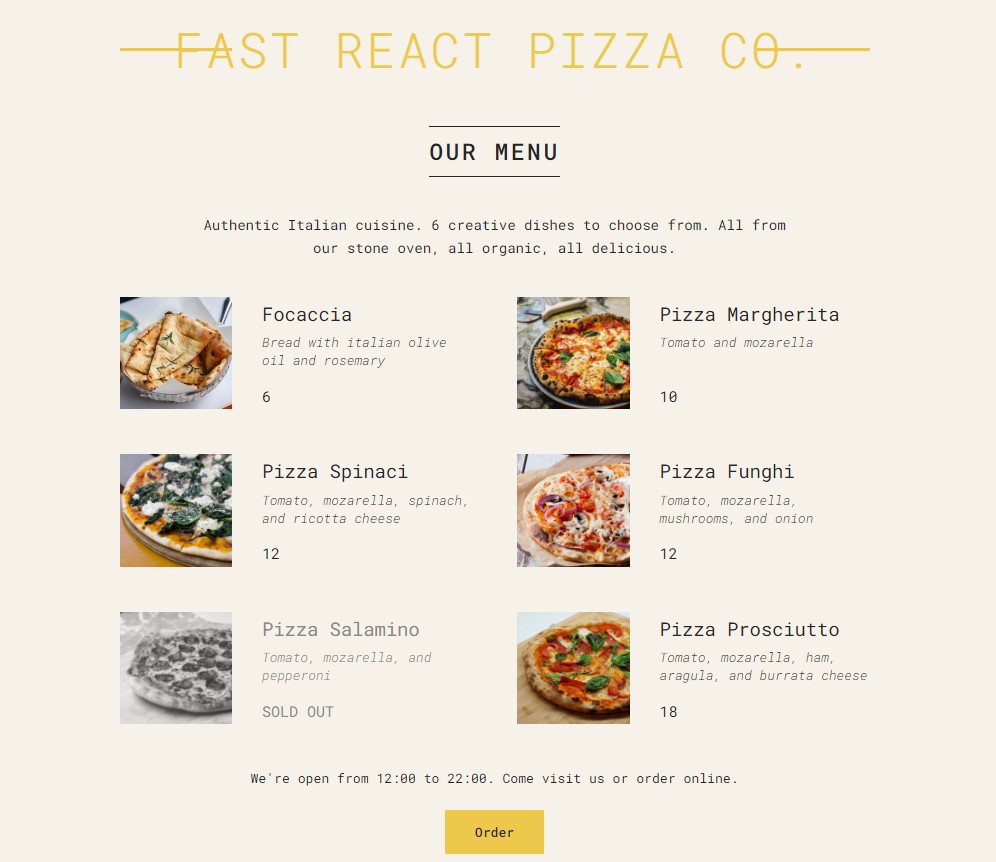 FAST REACT PIZZA CO.
OUR MENU
Authentic Italian cuisine. 6 creative dishes to choose from. All from
our stone oven, all organic, all delicious.
Focaccia
Bread with italian olive
oil and rosemary
6
Pizza Margherita
Tomato and mozarella
10
Pizza Spinaci
Tomato, mozarella, spinach,
and ricotta cheese
12
Pizza Funghi
Tomato, mozarella,
mushrooms, and onion
12
Pizza Salamino
Tomato, mozarella, and
pepperoni
SOLD OUT
Pizza Prosciutto
Tomato, mozarella, ham,
aragula, and burrata cheese
18
We're open from 12:00 to 22:00. Come visit us or order online.
Order